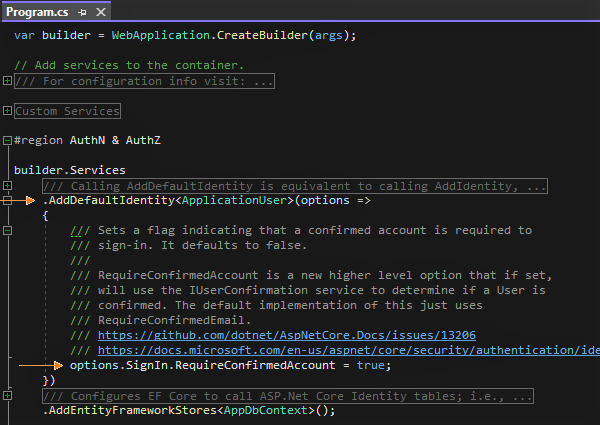 Program.cs
var builder = WebApplication.CreateBuilder(args);
// Add services to the container.
/// For configuration info visit: ...
Custom Services
#region AuthN & AuthZ
builder.Services
/// Calling AddDefaultIdentity is equivalent to calling AddIdentity, ...
.AddDefaultIdentity<ApplicationUser>(options =>
{
/// Sets a flag indicating that a confirmed account is required to
/// sign-in. It defaults to false.
///
/// RequireConfirmedAccount is a new higher level option that if set,
/// will use the IUserConfirmation service to determine if a User is
/// confirmed. The default implementation of this just uses
/// RequireConfirmedEmail.
/// https://github.com/dotnet/AspNetCore.Docs/issues/13206
/// https://docs.microsoft.com/en-us/aspnet/core/security/authentication/ide
options.SignIn.RequireConfirmedAccount = true;
})
/// Configures EF Core to call ASP.Net Core Identity tables; i.e., ...
.AddEntityFrameworkStores<AppDbContext>();